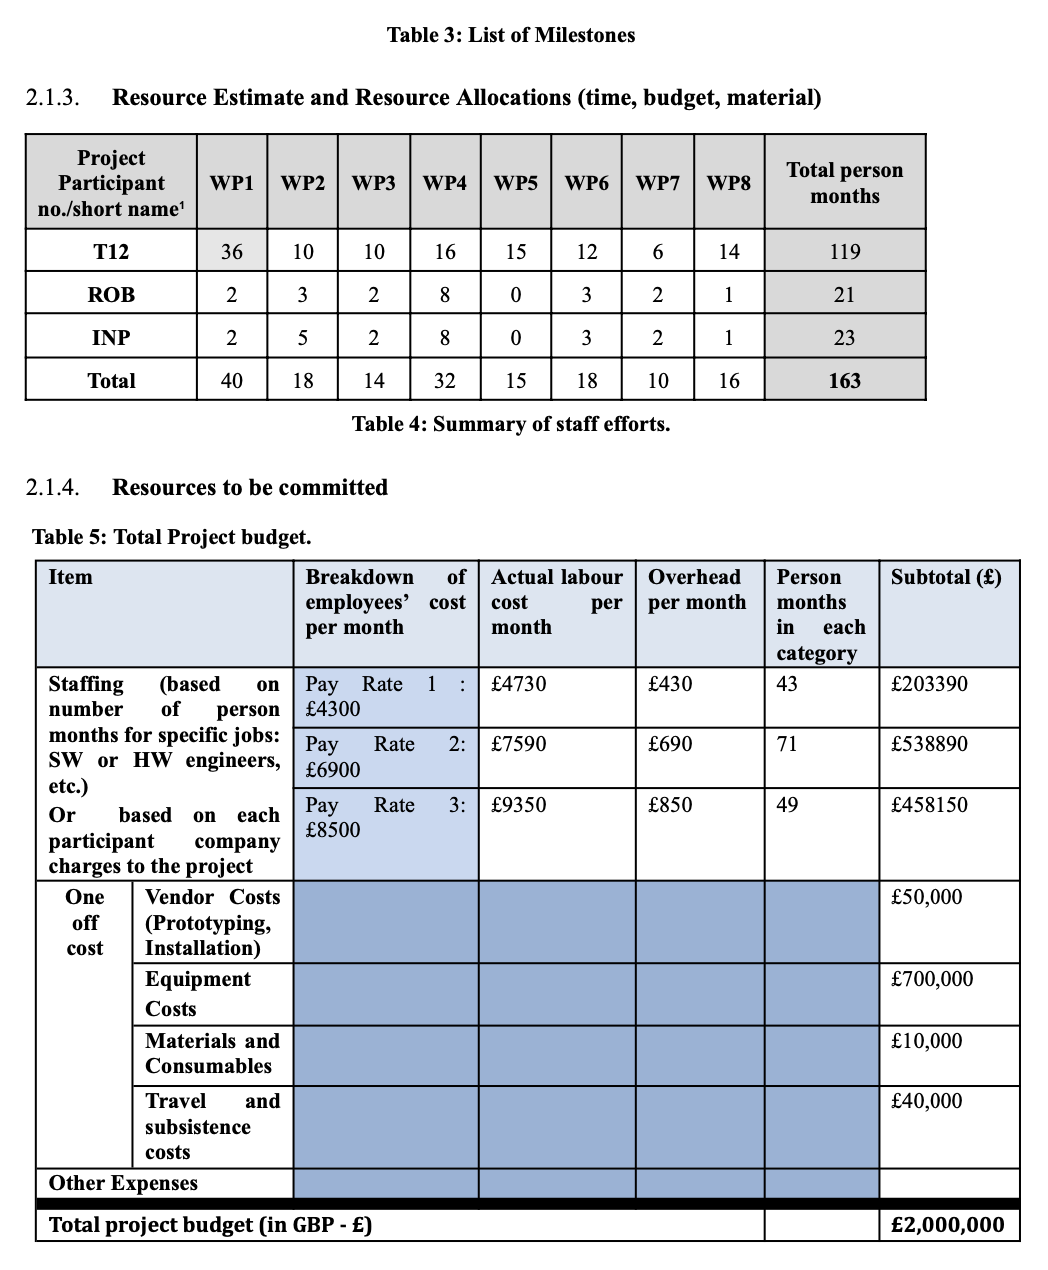 Table 3: List of Milestones
2.1.3. Resource Estimate and Resource Allocations (time, budget, material)
Project Participant no./short name¹ WP1 WP2 WP3 WP4 WP5 WP6 WP7 WP8 Total person months
T12 36 10 10 16 15 12 6 14 119
ROB 2 3 2 8 0 3 2 1 21
INP 2 5 2 8 0 3 2 1 23
Total 40 18 14 32 15 18 10 16 163
Table 4: Summary of staff efforts.
2.1.4. Resources to be committed
Table 5: Total Project budget.
Item
Breakdown of
employees' cost
per month
Actual labour
cost per
month
Overhead
per month
Person
months
in each
category
Subtotal (£)
Staffing (based on
number of person
months for specific jobs:
SW or HW engineers,
etc.)
Or based on each
participant company
charges to the project
Pay Rate 1 :
£4300
£4730
£430
43
£203390
Pay Rate 2:
£6900
£7590
£690
71
£538890
Pay Rate 3:
£8500
£9350
£850
49
£458150
One
off
cost
Vendor Costs
(Prototyping,
Installation)
£50,000
Equipment
Costs
£700,000
Materials and
Consumables
£10,000
Travel and
subsistence
costs
£40,000
Other Expenses
Total project budget (in GBP - £) £2,000,000